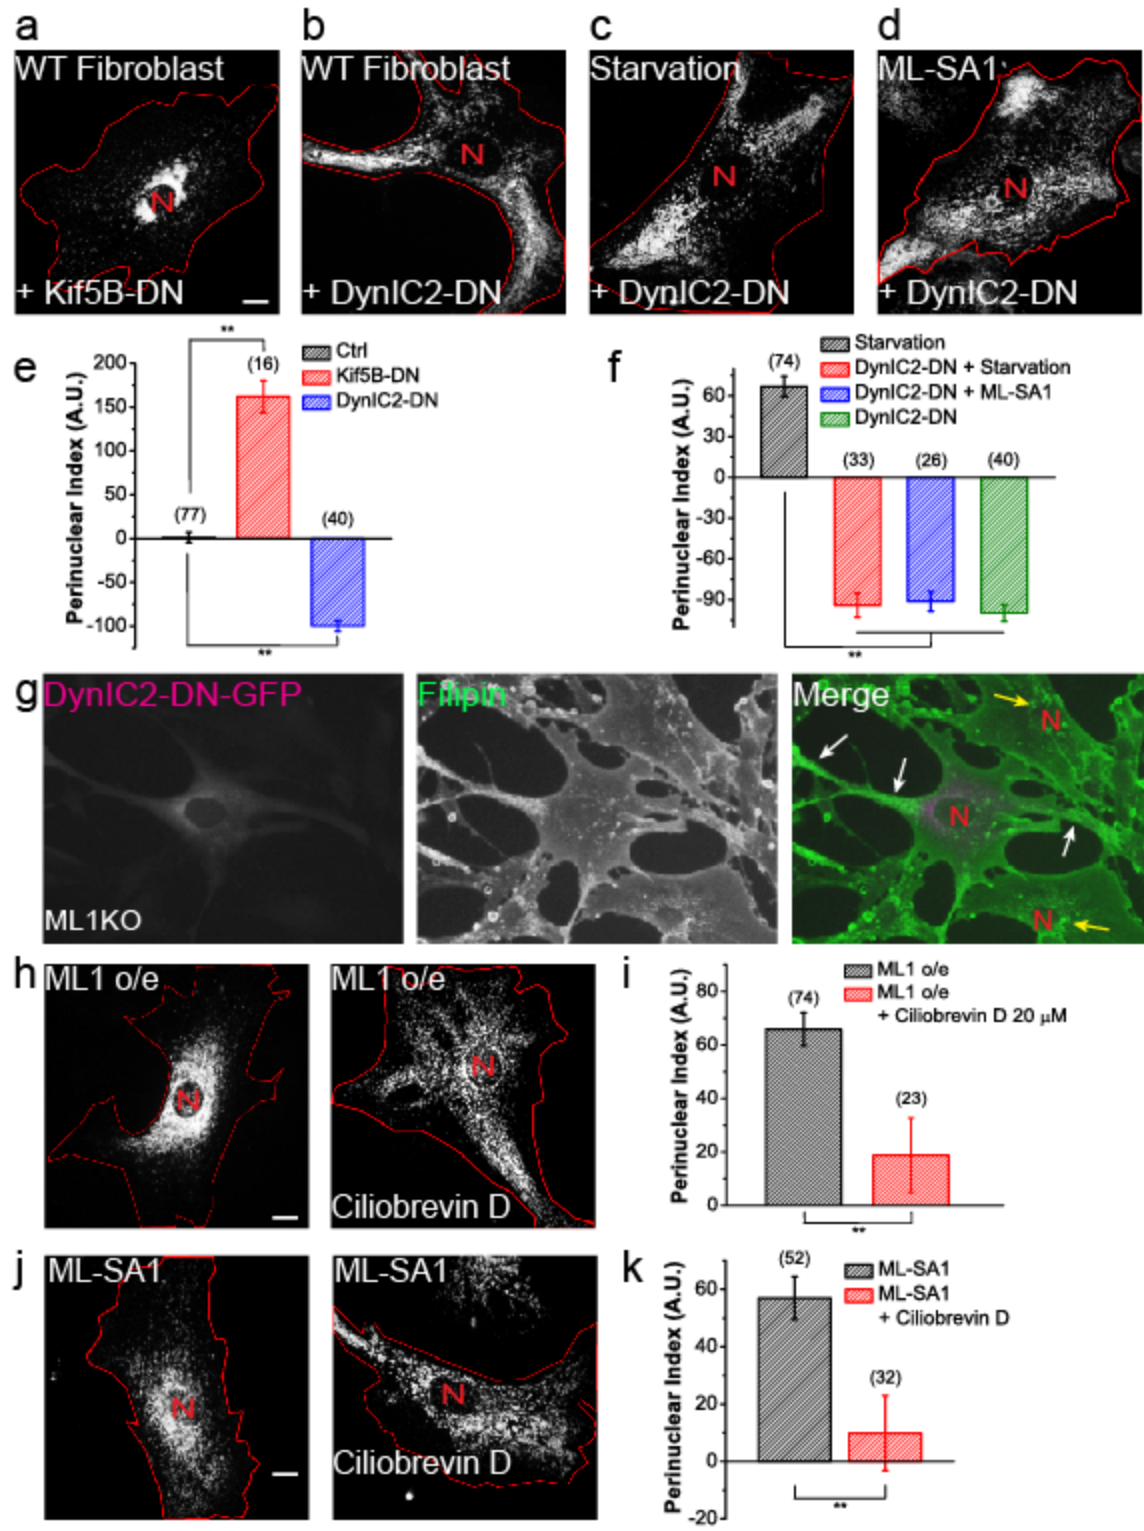 a
b
c
d
WT Fibroblast
WT Fibroblast
Starvation
ML-SA1
N
N
N
N
+ Kif5B-DN
+ DynIC2-DN
+ DynIC2-DN
+ DynIC2-DN
e
Perinuclear Index (A.U.)
200
150
100
50
0
-50
-100
**
(16)
(77)
(40)
**
Ctrl
Kif5B-DN
DynIC2-DN
f
Perinuclear Index (A.U.)
60
30
0
-30
-60
-90
(74)
(33)
(26)
(40)
**
Starvation
DynIC2-DN + Starvation
DynIC2-DN + ML-SA1
DynIC2-DN
g
DynIC2-DN-GFP
Filipin
Merge
N
N
N
ML1KO
h
ML1 o/e
ML1 o/e
N
N
Ciliobrevin D
i
Perinuclear Index (A.U.)
80
60
40
20
0
(74)
(23)
**
ML1 o/e
ML1 o/e
+ Ciliobrevin D 20 μM
j
ML-SA1
ML-SA1
N
N
Ciliobrevin D
k
Perinuclear Index (A.U.)
60
40
20
0
-20
(52)
(32)
**
ML-SA1
ML-SA1
+ Ciliobrevin D